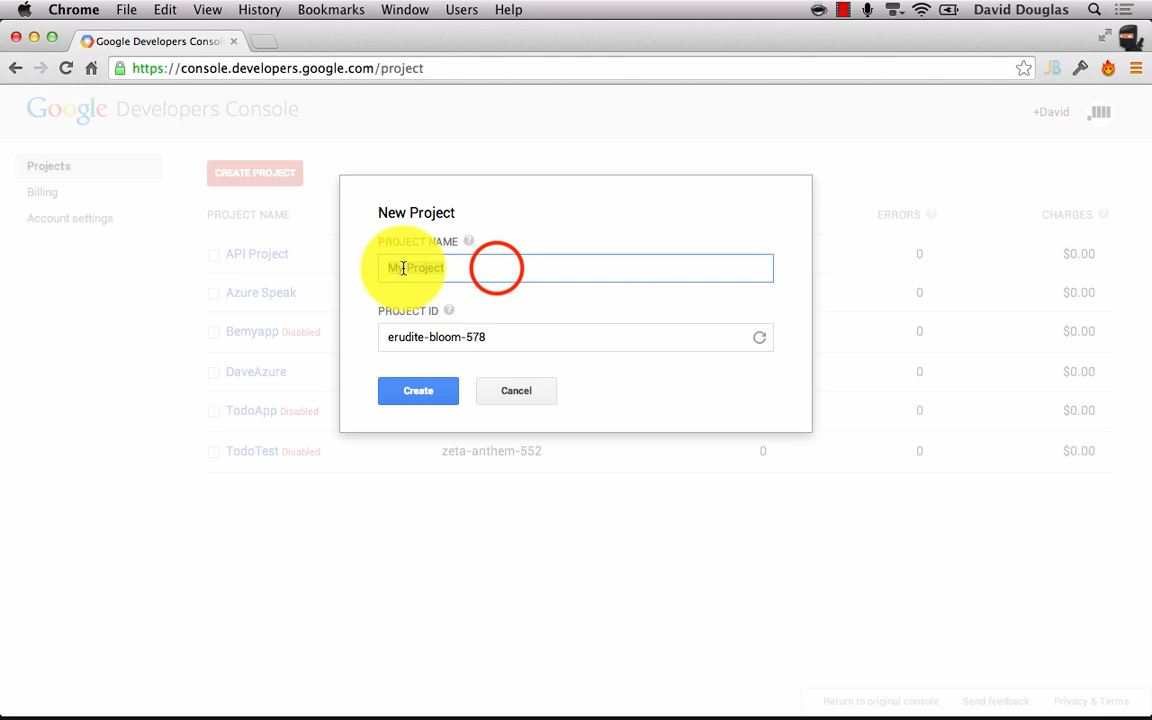 Chrome File Edit View History Bookmarks Window Users Help David Douglas
Google Developers Consol
https://console.developers.google.com/project
Google Developers Console
+David
Projects
Billing
Account settings
CREATE PROJECT
PROJECT NAME ERRORS CHARGES
API Project 0 $0.00
Azure Speak 0 $0.00
Bemyapp Disabled 0 $0.00
DaveAzure 0 $0.00
TodoApp Disabled 0 $0.00
TodoTest Disabled zeta-anthem-552 0 0 $0.00
New Project
PROJECT NAME
My Project
PROJECT ID
erudite-bloom-578
Create Cancel
Return to original console Send feedback Privacy & Terms